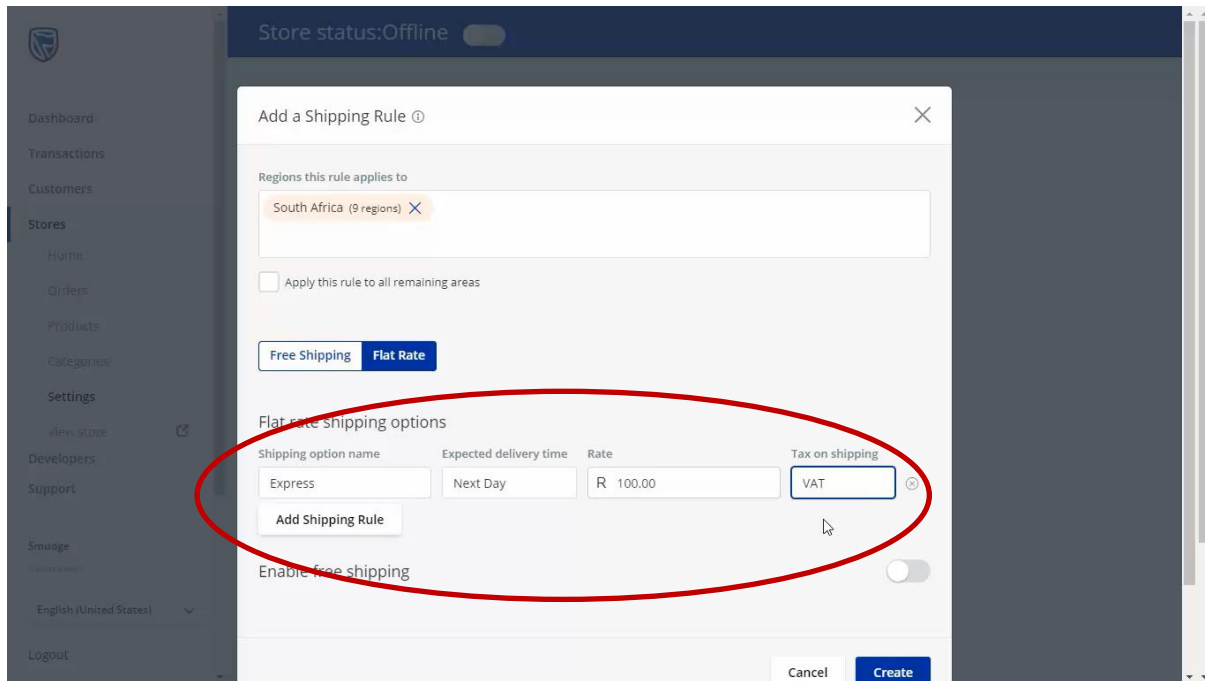 Store status:Offline
Dashboard
Transactions
Customers
Stores
Home
Orders
Products
Categories
Settings
View store
Developers
Support
Smudge
English (United States)
Logout
Add a Shipping Rule
Regions this rule applies to
South Africa (9 regions)
Apply this rule to all remaining areas
Free Shipping Flat Rate
Flat rate shipping options
Shipping option name Expected delivery time Rate Tax on shipping
Express Next Day R 100.00 VAT
Add Shipping Rule
Enable free shipping
Cancel Create